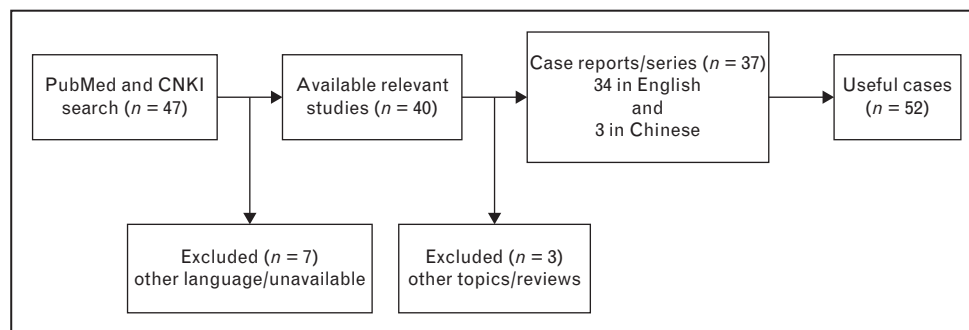 PubMed and CNKI
search (n = 47)
Available relevant
studies (n = 40)
Case reports/series (n = 37)
34 in English
and
3 in Chinese
Useful cases
(n = 52)
Excluded (n = 7)
other language/unavailable
Excluded (n = 3)
other topics/reviews